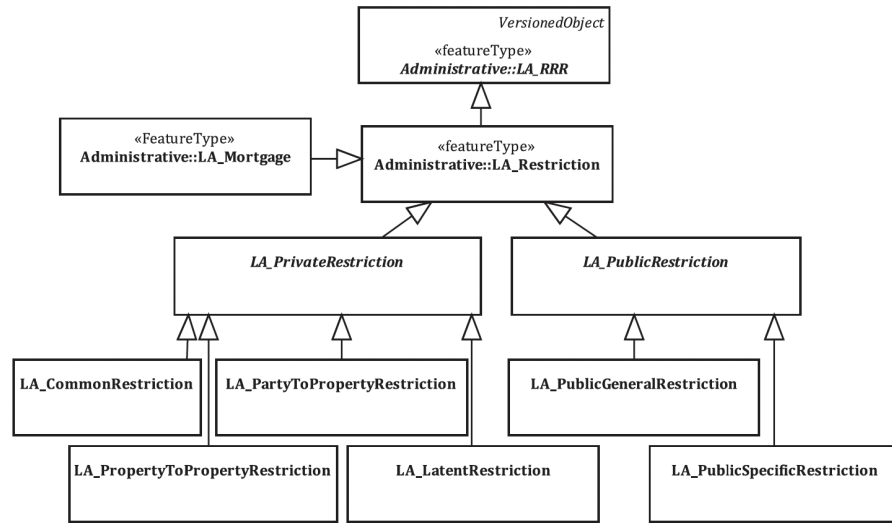 VersionedObject
«featureType»
Administrative::LA_RRR
«FeatureType»
Administrative::LA_Mortgage
«featureType»
Administrative::LA_Restriction
LA_PrivateRestriction
LA_PublicRestriction
LA_CommonRestriction
LA_PartyToPropertyRestriction
LA_PublicGeneralRestriction
LA_PropertyToPropertyRestriction
LA_LatentRestriction
LA_PublicSpecificRestriction